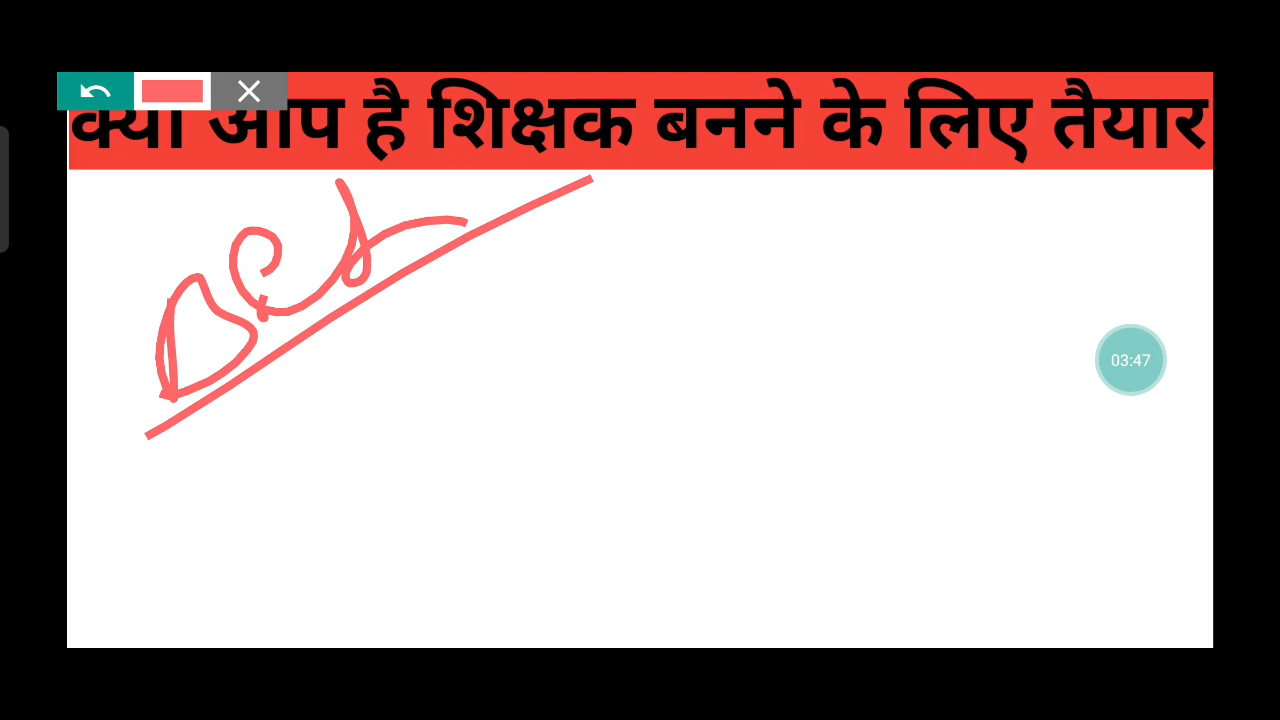 क्या आप है शिक्षक बनने के लिए तैयार
B.Ed
03:47